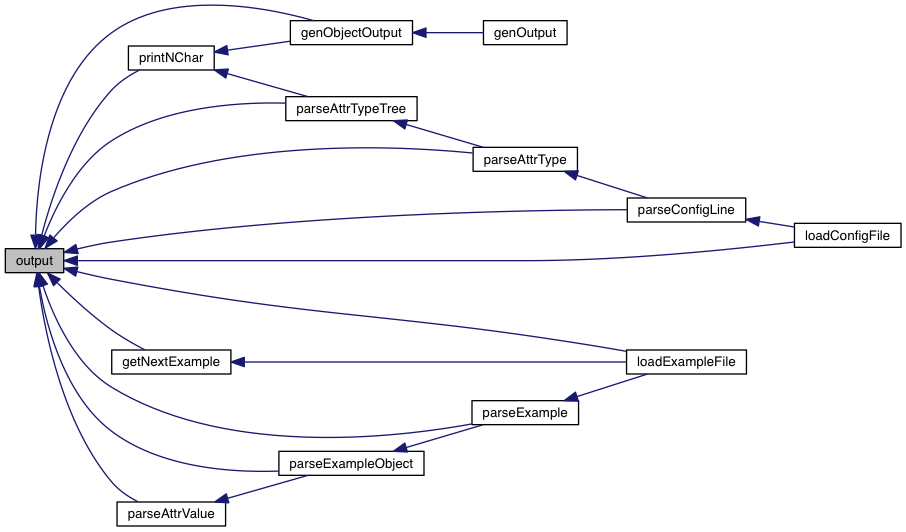 genObjectOutput
genOutput
printNChar
parseAttrTypeTree
parseAttrType
parseConfigLine
loadConfigFile
output
getNextExample
loadExampleFile
parseExample
parseExampleObject
parseAttrValue